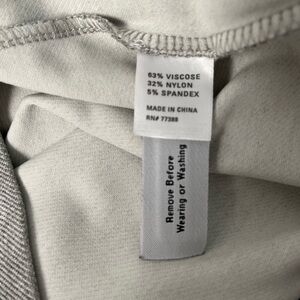 63% VISCOSE
32% NYLON
5% SPANDEX
MADE IN CHINA
RN# 77388
Remove Before
Wearing or Washing